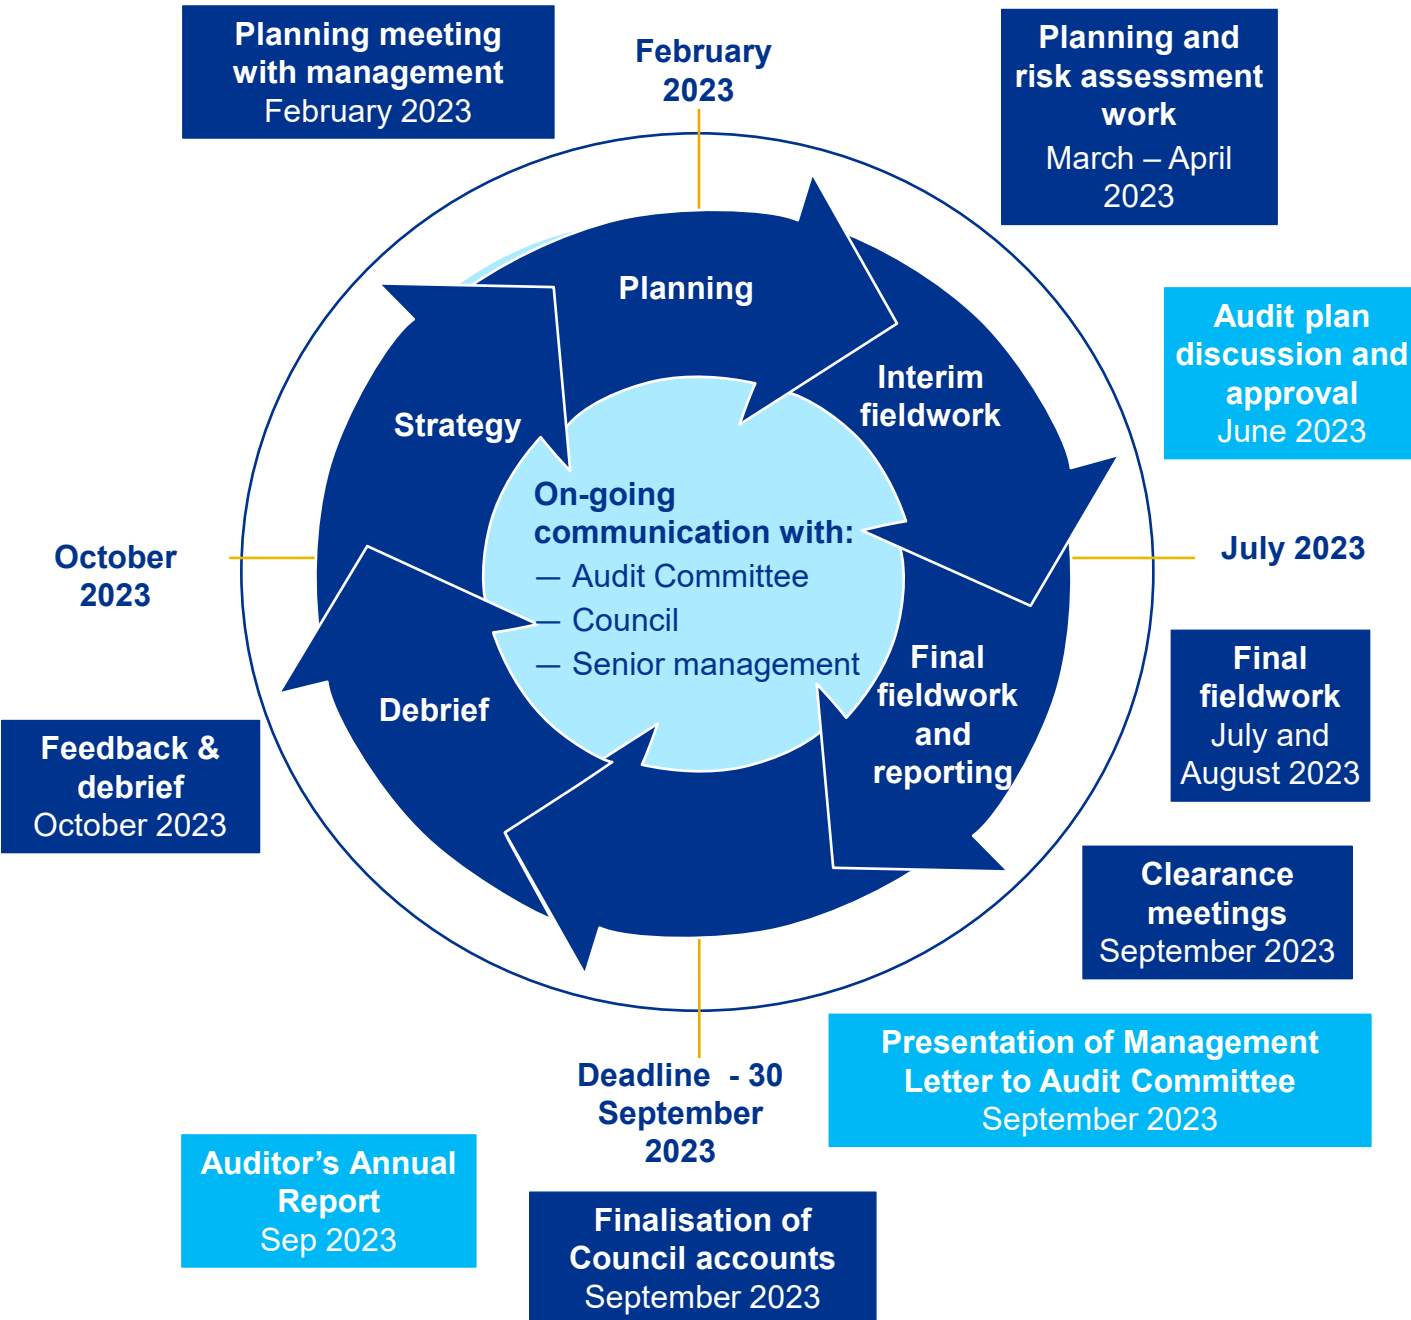 Planning meeting
with management
February 2023
February
2023
Planning and
risk assessment
work
March – April
2023
Planning
Interim
fieldwork
Audit plan
discussion and
approval
June 2023
Strategy
On-going
communication with:
— Audit Committee
— Council
— Senior management
October
2023
July 2023
Final
fieldwork
and
reporting
Final
fieldwork
July and
August 2023
Debrief
Feedback &
debrief
October 2023
Clearance
meetings
September 2023
Presentation of Management
Letter to Audit Committee
September 2023
Deadline - 30
September
2023
Auditor’s Annual
Report
Sep 2023
Finalisation of
Council accounts
September 2023